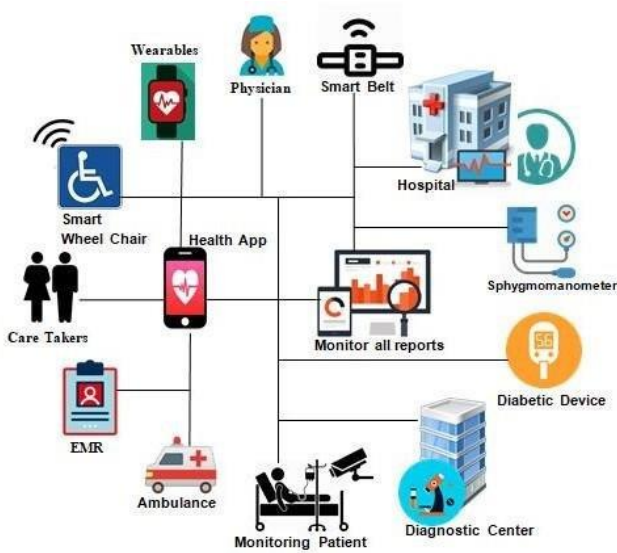 Wearables
Physician
Smart Belt
Hospital
Smart
Wheel Chair
Health App
Sphygmomanometer
Care Takers
Monitor all reports
56
Diabetic Device
EMR
Ambulance
Monitoring Patient
Diagnostic Center